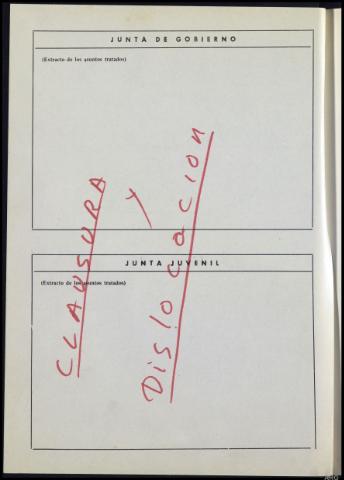 JUNTA DE GOBIERNO
(Extracto de los asuntos tratados)
CLAUSURA
Y
Dislocacion
JUNTA JUVENIL
(Extracto de los asuntos tratados)